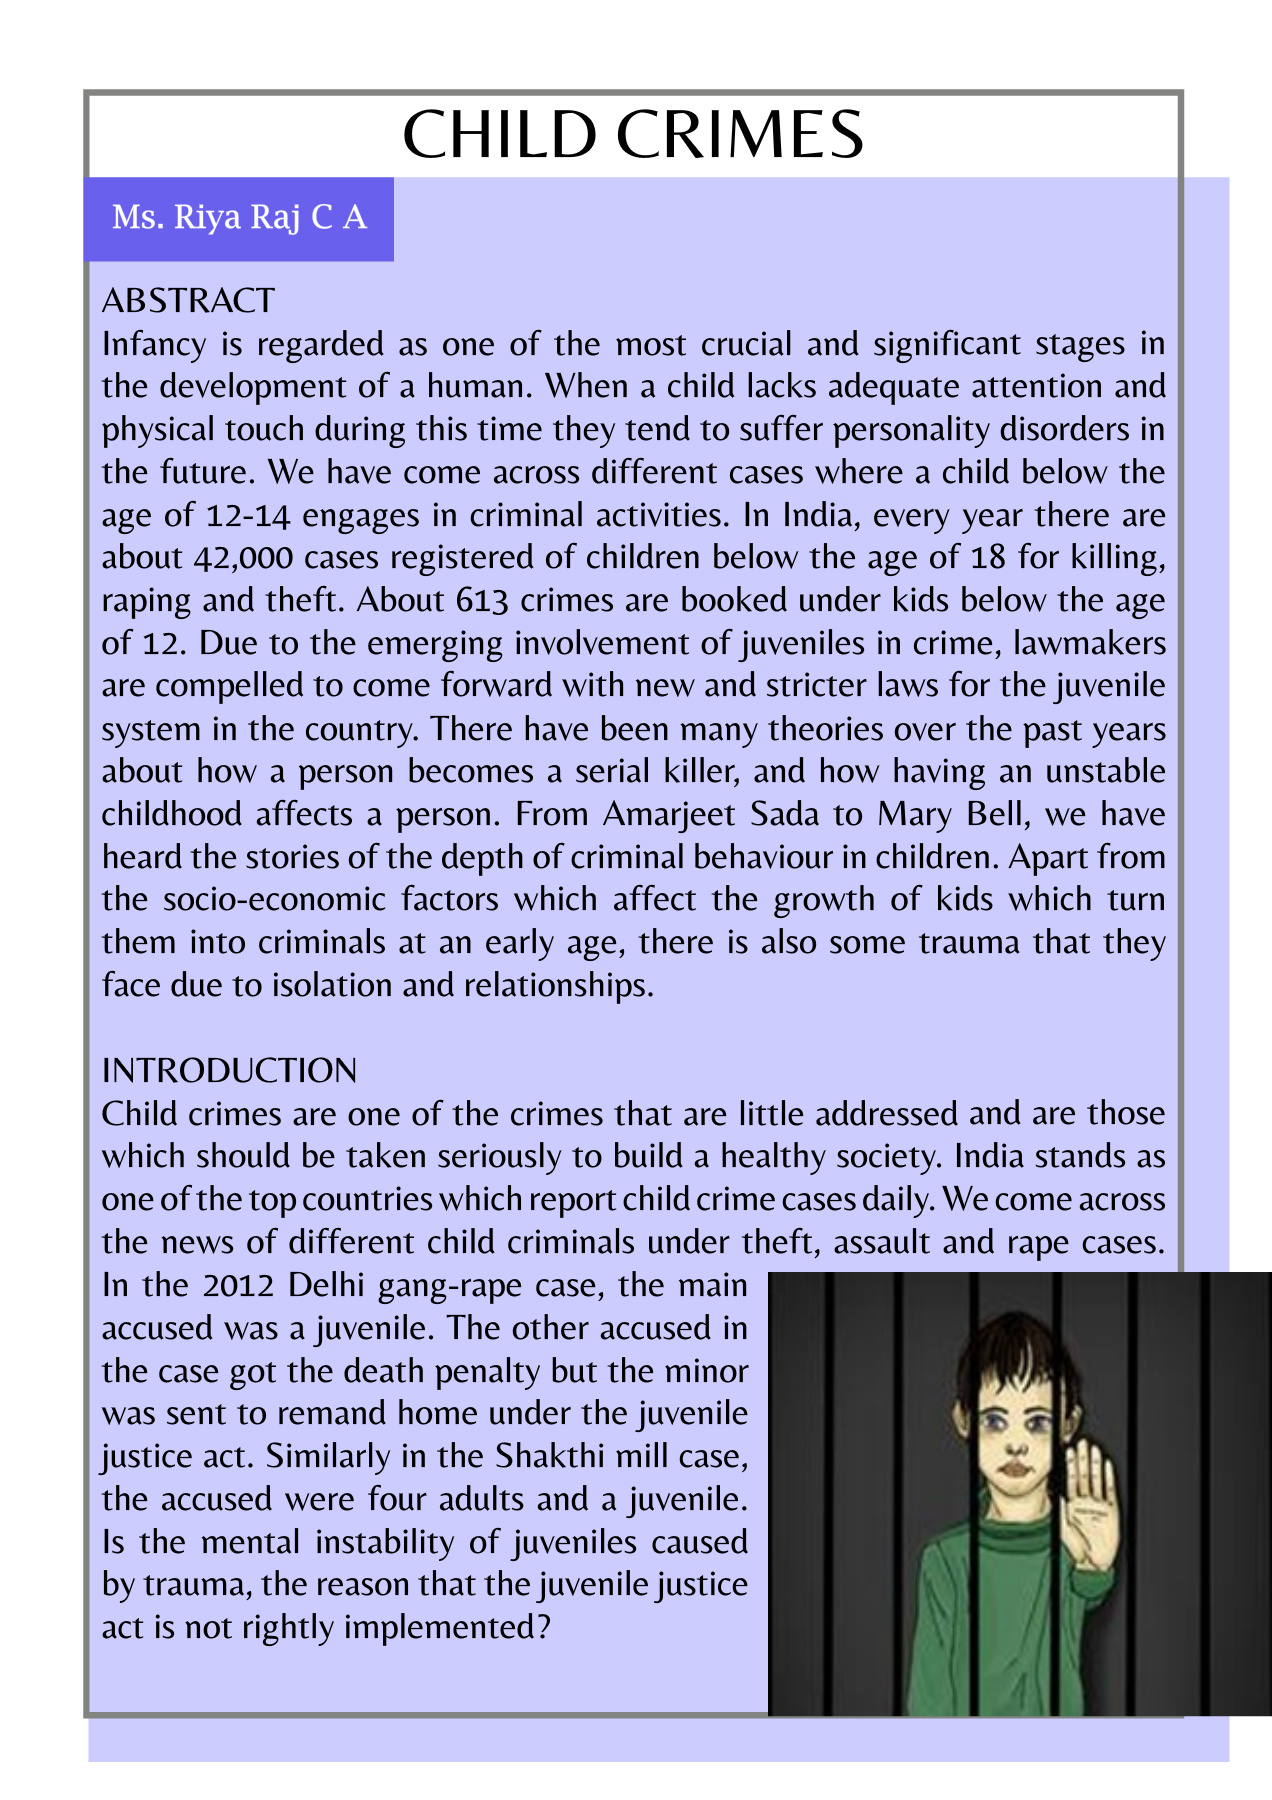 CHILD CRIMES
Ms. Riya Raj C A
ABSTRACT
Infancy is regarded as one of the most crucial and significant stages in
the development of a human. When a child lacks adequate attention and
physical touch during this time they tend to suffer personality disorders in
the future. We have come across different cases where a child below the
age of 12-14 engages in criminal activities. In India, every year there are
about 42,000 cases registered of children below the age of 18 for killing,
raping and theft. About 613 crimes are booked under kids below the age
of 12. Due to the emerging involvement of juveniles in crime, lawmakers
are compelled to come forward with new and stricter laws for the juvenile
system in the country. There have been many theories over the past years
about how a person becomes a serial killer, and how having an unstable
childhood affects a person. From Amarjeet Sada to Mary Bell, we have
heard the stories of the depth of criminal behaviour in children. Apart from
the socio-economic factors which affect the growth of kids which turn
them into criminals at an early age, there is also some trauma that they
face due to isolation and relationships.
INTRODUCTION
Child crimes are one of the crimes that are little addressed and are those
which should be taken seriously to build a healthy society. India stands as
one of the top countries which report child crime cases daily. We come across
the news of different child criminals under theft, assault and rape cases.
In the 2012 Delhi gang-rape case, the main
accused was a juvenile. The other accused in
the case got the death penalty but the minor
was sent to remand home under the juvenile
justice act. Similarly in the Shakthi mill case,
the accused were four adults and a juvenile.
Is the mental instability of juveniles caused
by trauma, the reason that the juvenile justice
act is not rightly implemented?